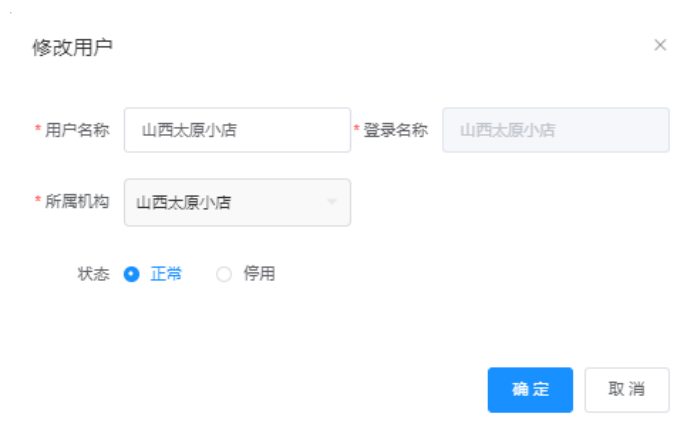 修改用户
*用户名称 山西太原小店 *登录名称 山西太原小店
*所属机构 山西太原小店
状态 正常 停用
确定 取消